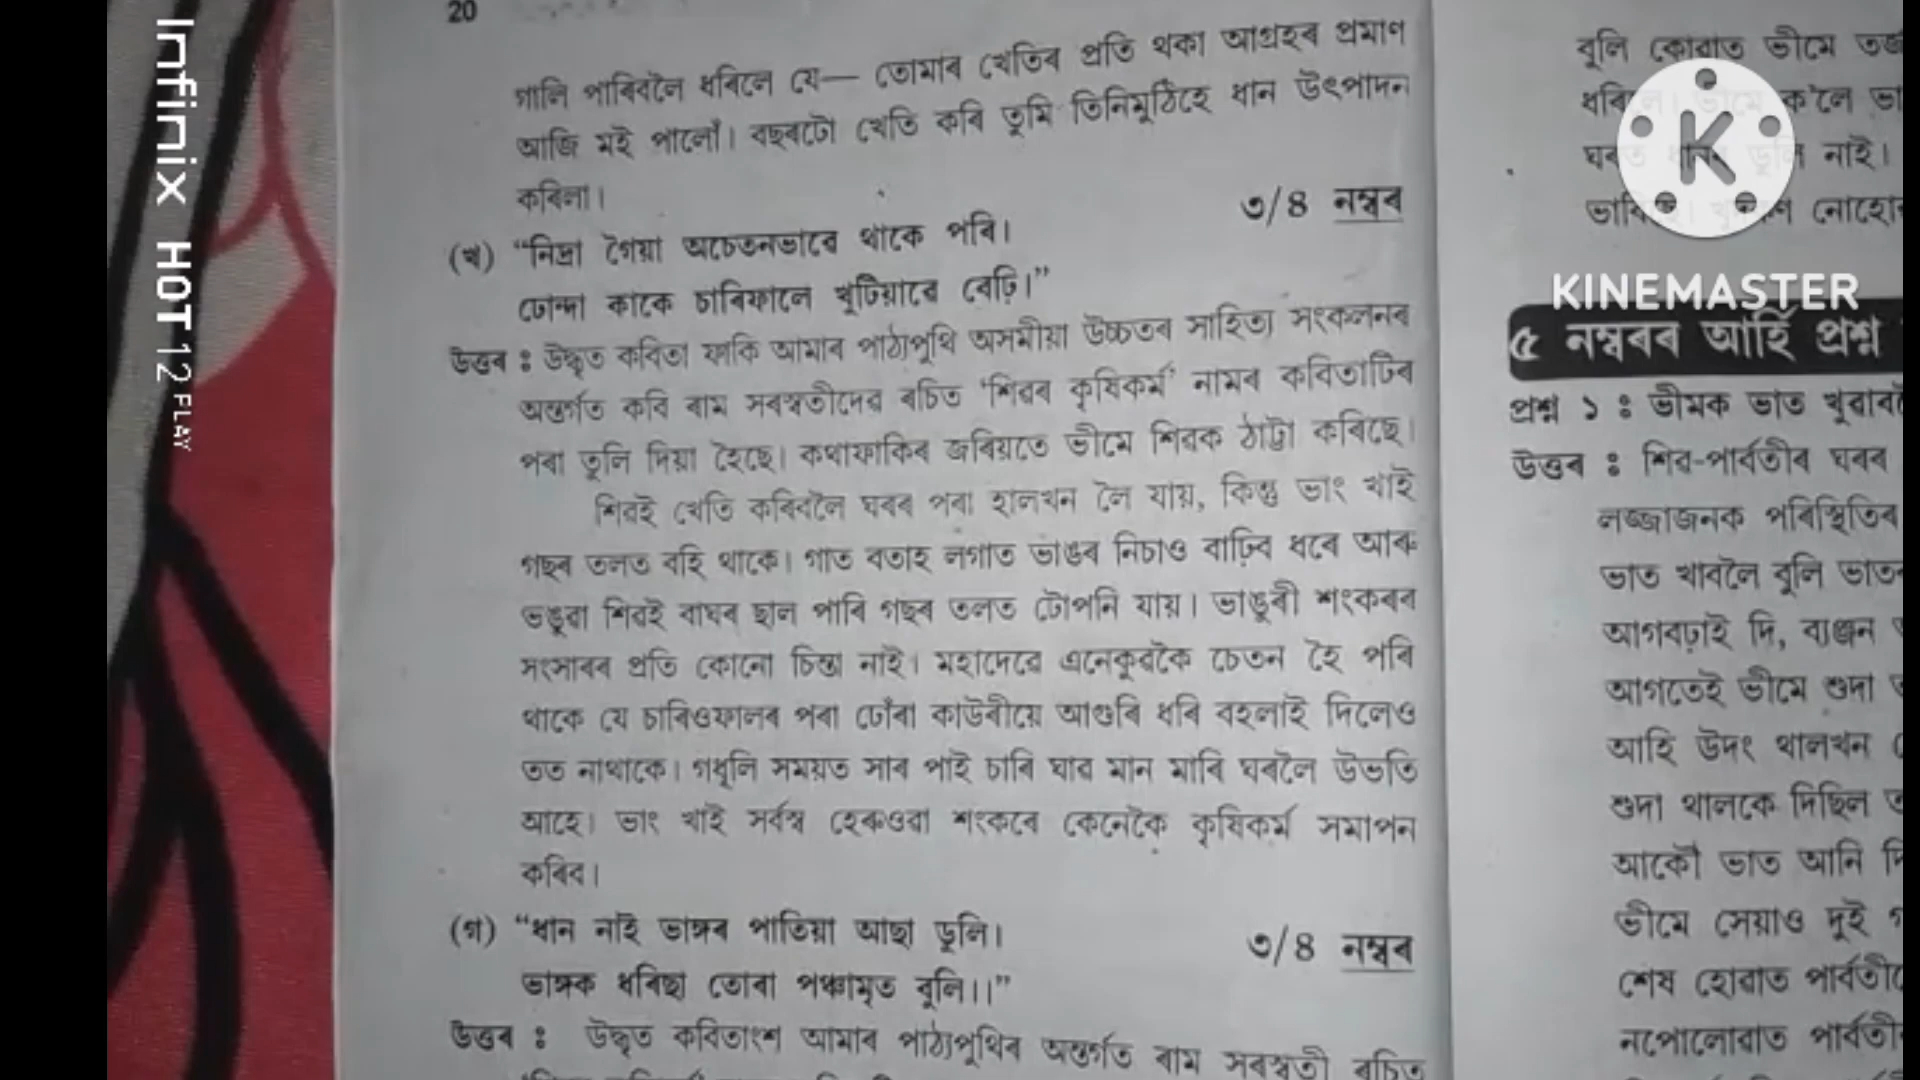 20
গালি পাৰিবলৈ ধৰিলে যে— তোমাৰ খেতিৰ প্ৰতি থকা আগ্ৰহৰ প্ৰমাণ
আজি মই পালোঁ। বছৰটো খেতি কৰি তুমি তিনিমুঠিহে ধান উৎপাদন
কৰিলা।
৩/৪ নম্বৰ
(খ) “নিদ্ৰা গৈয়া অচেতনভাৱে থাকে পৰি।
ঢোন্দা কাকে চাৰিফালে খুটিয়াৱে বেঢ়ি।”
উত্তৰ ঃ উদ্ধৃত কবিতা ফাকি আমাৰ পাঠ্যপুথি অসমীয়া উচ্চতৰ সাহিত্য সংকলনৰ
অন্তৰ্গত কবি ৰাম সৰস্বতীদেৱ ৰচিত ‘শিৱৰ কৃষিকৰ্ম’ নামৰ কবিতাটিৰ
পৰা তুলি দিয়া হৈছে। কথাফাকিৰ জৰিয়তে ভীমে শিৱক ঠাট্টা কৰিছে।
শিৱই খেতি কৰিবলৈ ঘৰৰ পৰা হালখন লৈ যায়, কিন্তু ভাং খাই
গছৰ তলত বহি থাকে। গাত বতাহ লগাত ভাঙৰ নিচাও বাঢ়িব ধৰে আৰু
ভঙুৱা শিৱই বাঘৰ ছাল পাৰি গছৰ তলত টোপনি যায়। ভাঙুৰী শংকৰৰ
সংসাৰৰ প্ৰতি কোনো চিন্তা নাই। মহাদেৱে এনেকুৱকৈ চেতন হৈ পৰি
থাকে যে চাৰিওফালৰ পৰা ঢোঁৰা কাউৰীয়ে আগুৰি ধৰি বহলাই দিলেও
তত নাথাকে। গধূলি সময়ত সাৰ পাই চাৰি ঘাৱ মান মাৰি ঘৰলৈ উভতি
আহে। ভাং খাই সৰ্বস্ব হেৰুওৱা শংকৰে কেনেকৈ কৃষিকৰ্ম সমাপন
কৰিব।
(গ) “ধান নাই ভাঙ্গৰ পাতিয়া আছা ডুলি।
৩/৪ নম্বৰ
ভাঙ্গক ধৰিছা তোৰা পঞ্চামৃত বুলি।।”
উত্তৰ ঃ উদ্ধৃত কবিতাংশ আমাৰ পাঠ্যপুথিৰ অন্তৰ্গত ৰাম সৰস্বতী ৰচিত
বুলি কোৱাত ভীমে
ক’লে
নাই।
৫ নম্বৰৰ আৰ্হি প্ৰশ্ন
প্ৰশ্ন ১ ঃ ভীমক ভাত
উত্তৰ ঃ শিৱ-পাৰ্বতীৰ ঘৰৰ
লজ্জাজনক পৰিস্থিতিৰ
ভাত খাবলৈ বুলি
আগবঢ়াই দি, ব্যঞ্জন
আগতেই ভীমে শুদা
আহি উদং থালখন
শুদা থালকে দিছিল
আকৌ ভাত আনি
ভীমে সেয়াও দুই
শেষ হোৱাত
নপোলোৱাত
Infinix HOT 12 PLAY
K
KINEMASTER